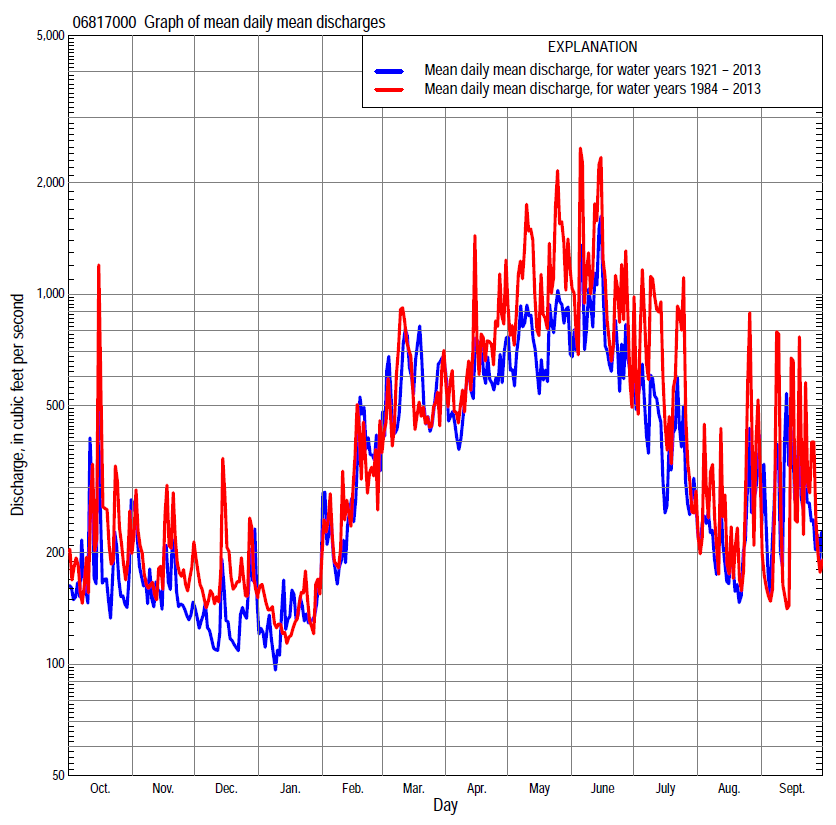 06817000 Graph of mean daily mean discharges
EXPLANATION
Mean daily mean discharge, for water years 1921 – 2013
Mean daily mean discharge, for water years 1984 – 2013
Discharge, in cubic feet per second
5,000
2,000
1,000
500
200
100
50
Oct. Nov. Dec. Jan. Feb. Mar. Apr. May June July Aug. Sept.
Day